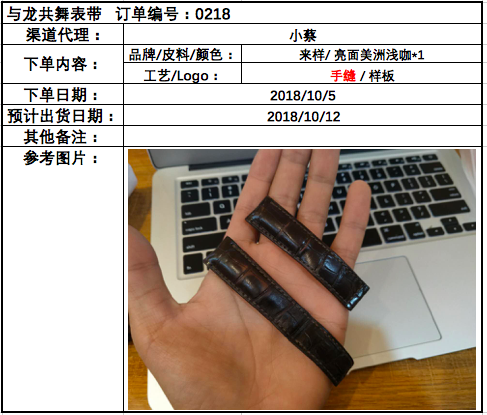 与龙共舞表带 订单编号：0218
渠道代理： 小蔡
下单内容： 品牌/皮料/颜色： 来样/ 亮面美洲浅咖*1
工艺/Logo： 手缝 / 样板
下单日期： 2018/10/5
预计出货日期： 2018/10/12
其他备注：
参考图片：